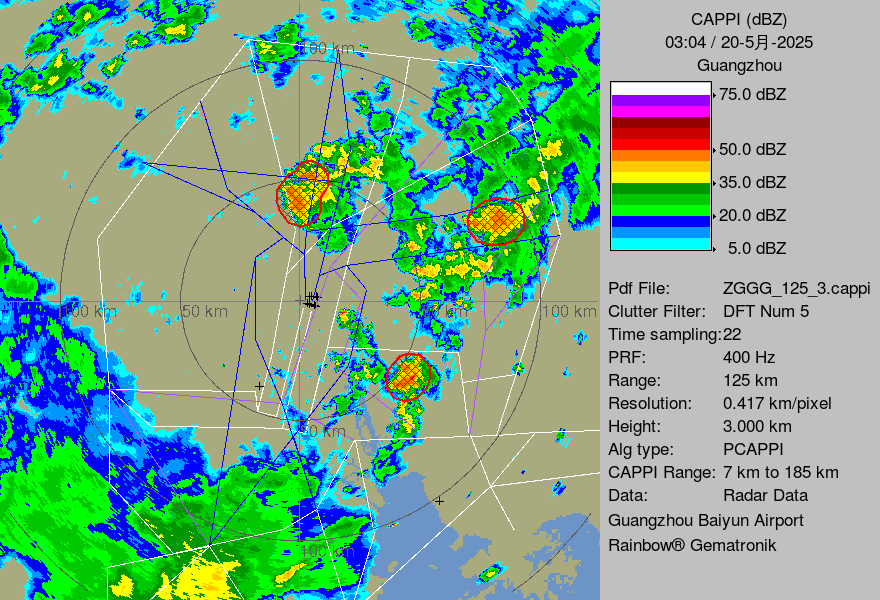 CAPPI (dBZ)
03:04 / 20-5月-2025
Guangzhou
75.0 dBZ
50.0 dBZ
35.0 dBZ
20.0 dBZ
5.0 dBZ
Pdf File: ZGGG_125_3.cappi
Clutter Filter: DFT Num 5
Time sampling:22
PRF: 400 Hz
Range: 125 km
Resolution: 0.417 km/pixel
Height: 3.000 km
Alg type: PCAPPI
CAPPI Range: 7 km to 185 km
Data: Radar Data
Guangzhou Baiyun Airport
Rainbow® Gematronik
100 km
100 km
50 km
50 km
100 km
50 km
100 km